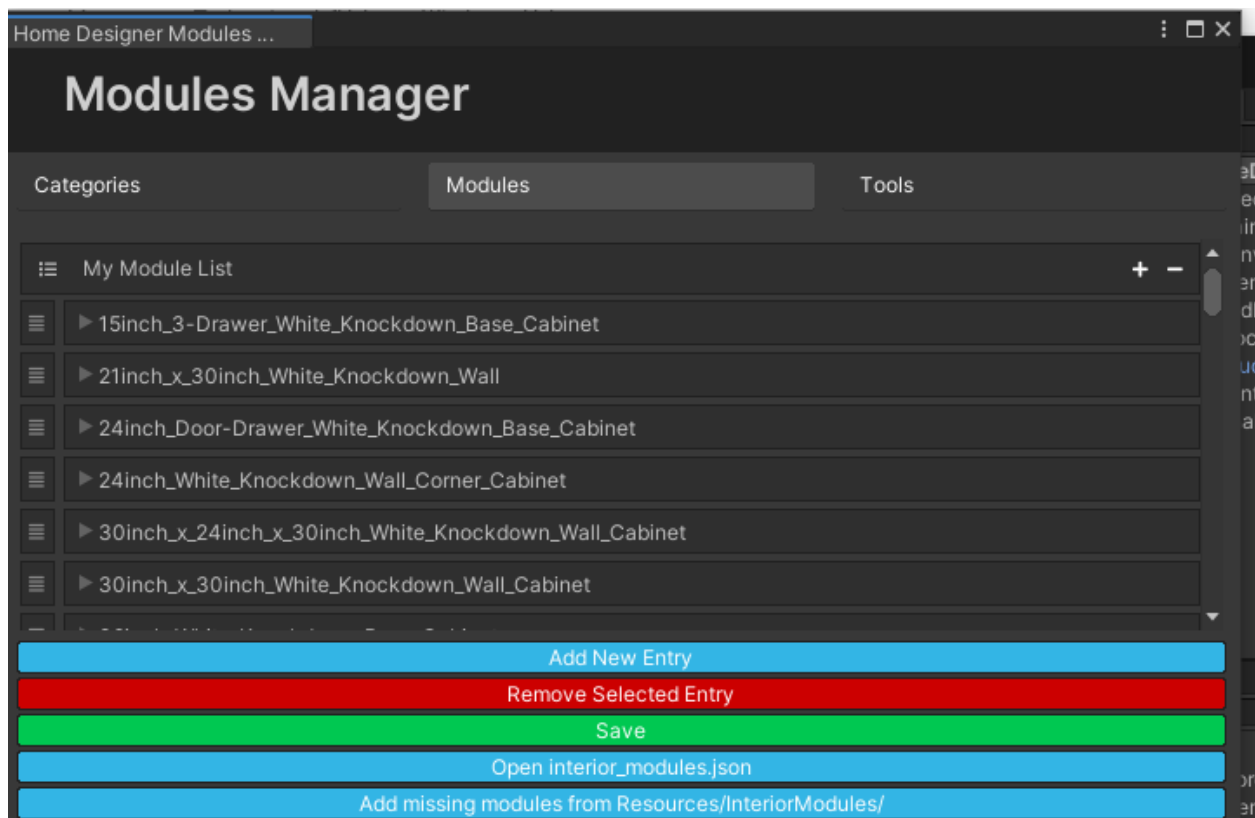 Home Designer Modules ...
Modules Manager
Categories
Modules
Tools
My Module List
15inch_3-Drawer_White_Knockdown_Base_Cabinet
21inch_x_30inch_White_Knockdown_Wall
24inch_Door-Drawer_White_Knockdown_Base_Cabinet
24inch_White_Knockdown_Wall_Corner_Cabinet
30inch_x_24inch_x_30inch_White_Knockdown_Wall_Cabinet
30inch_x_30inch_White_Knockdown_Wall_Cabinet
Add New Entry
Remove Selected Entry
Save
Open interior_modules.json
Add missing modules from Resources/InteriorModules/